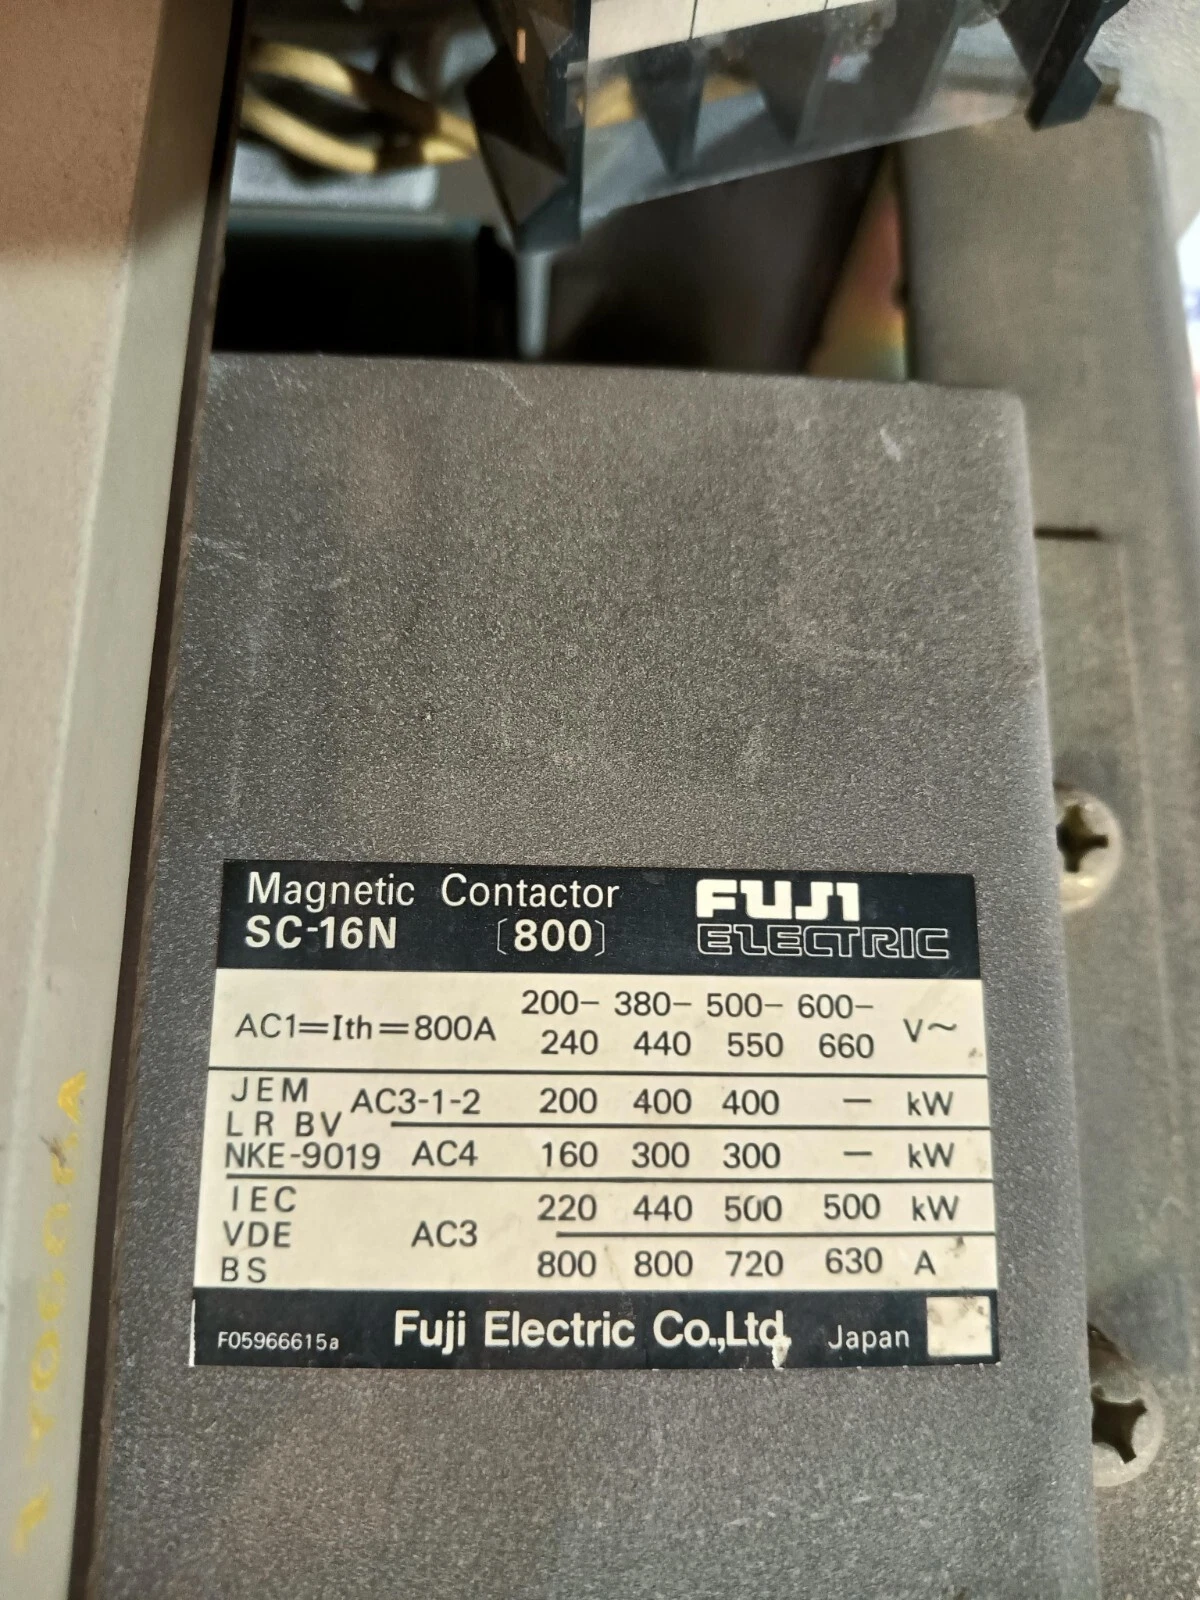 Magnetic Contactor
SC-16N [800]
FUJI
ELECTRIC
AC1=Ith=800A
200- 380- 500- 600-
240 440 550 660 V~
JEM
LR BV
NKE-9019
AC3-1-2 200 400 400 — kW
AC4 160 300 300 — kW
IEC
VDE
BS
AC3
220 440 500 500 kW
800 800 720 630 A
F05966615a Fuji Electric Co.,Ltd. Japan